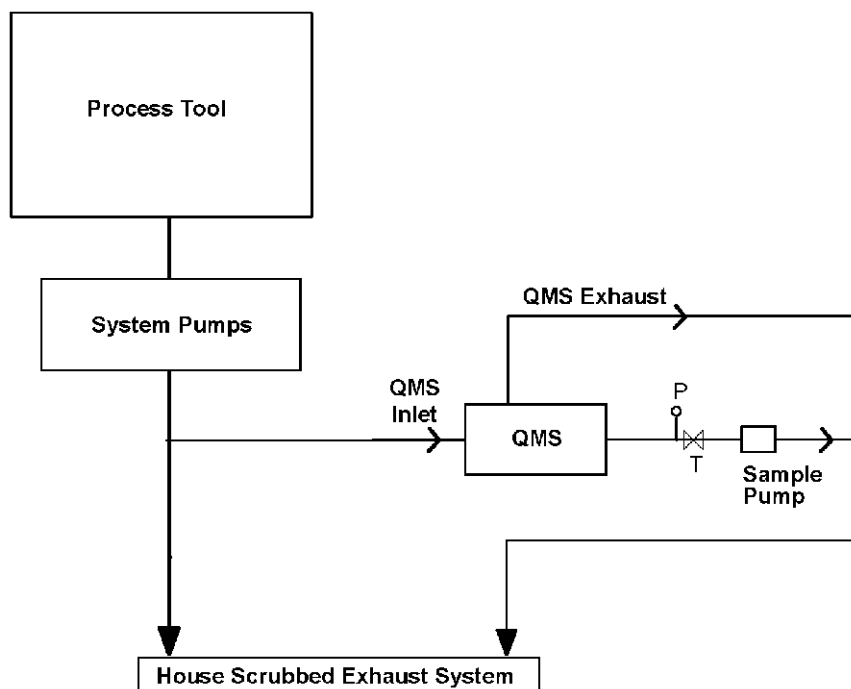 Process Tool
System Pumps
QMS Exhaust
QMS
Inlet
QMS
P
T
Sample
Pump
House Scrubbed Exhaust System